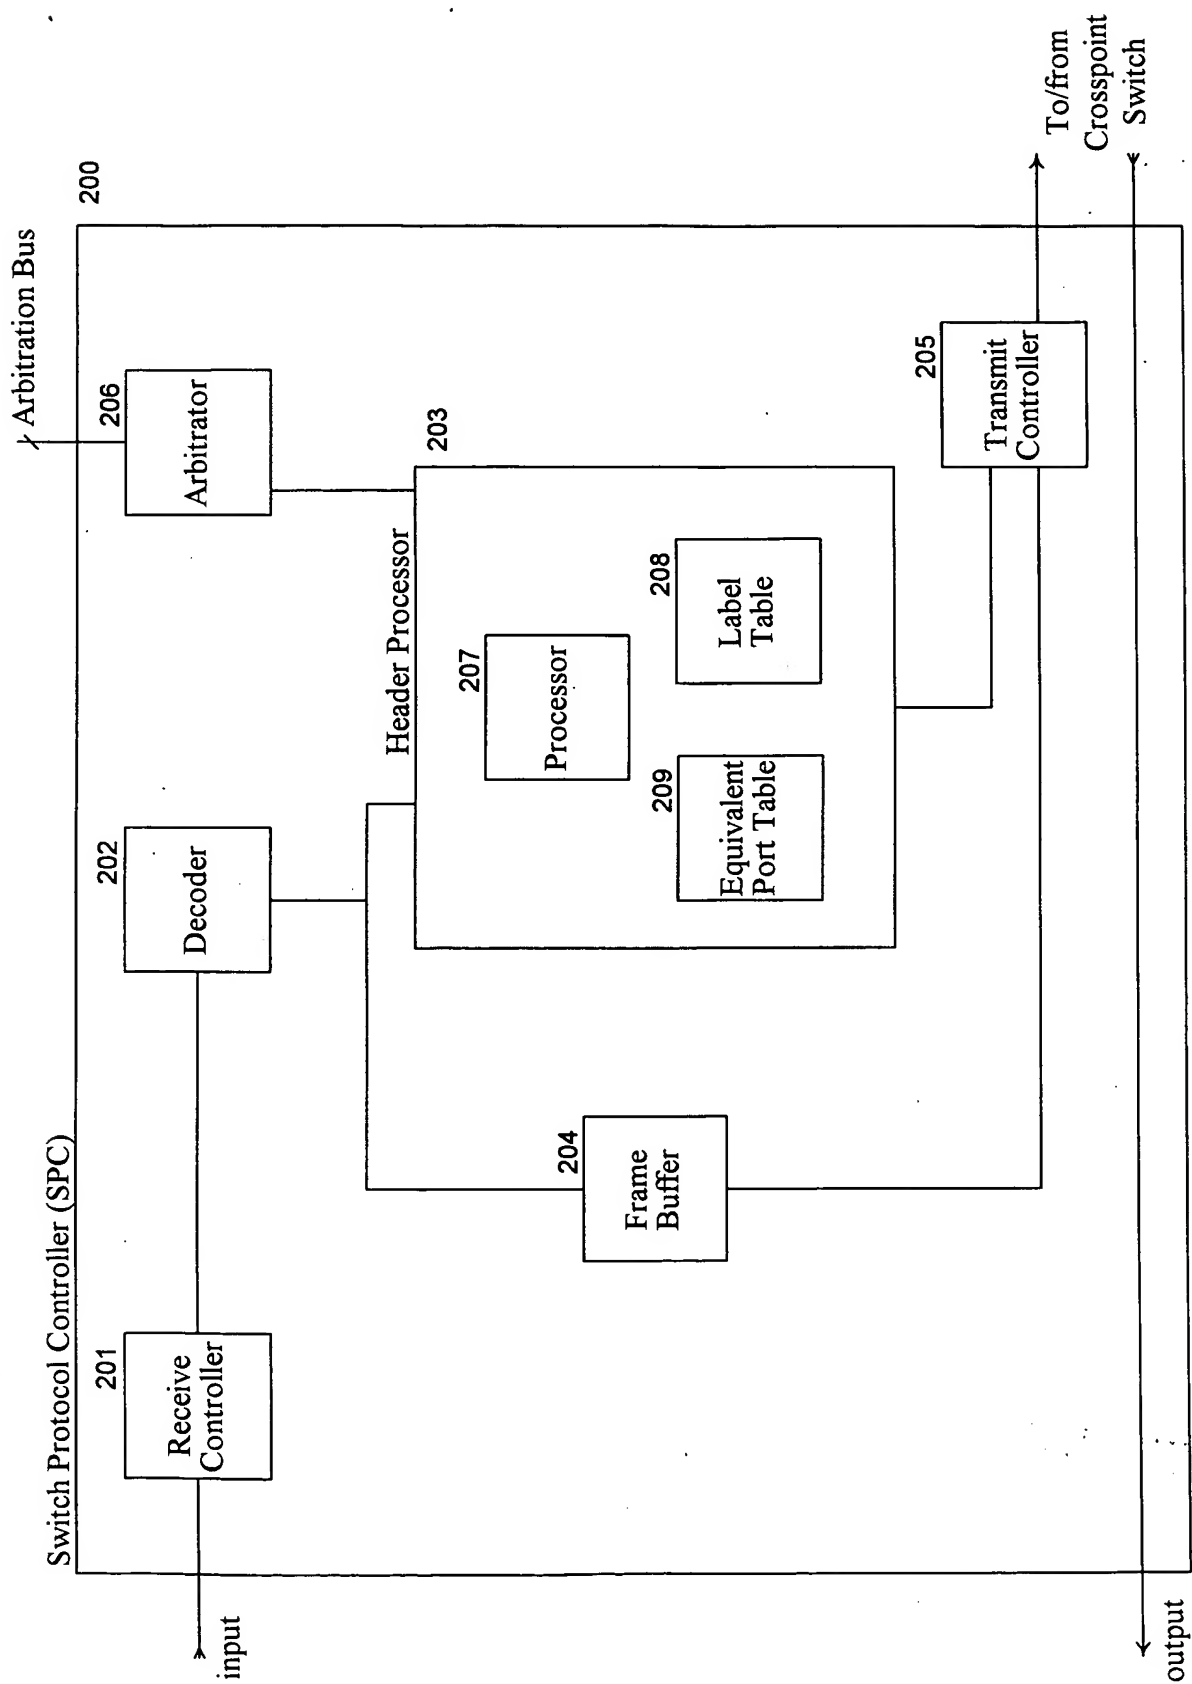 Arbitration Bus
200
Switch Protocol Controller (SPC)
201
Receive
Controller
202
Decoder
206
Arbitrator
Header Processor
203
207
Processor
209
Equivalent
Port Table
208
Label
Table
204
Frame
Buffer
205
Transmit
Controller
input
To/from
Crosspoint
Switch
output